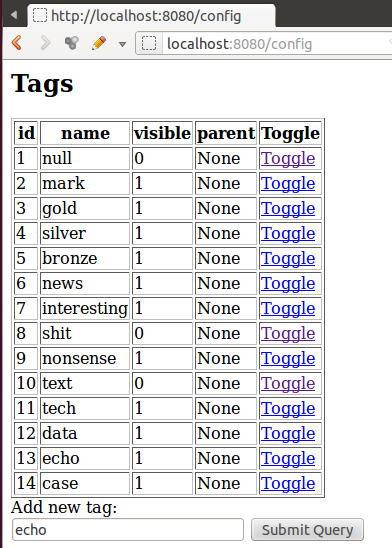 http://localhost:8080/config
localhost:8080/config
Tags
id name visible parent Toggle
1 null 0 None Toggle
2 mark 1 None Toggle
3 gold 1 None Toggle
4 silver 1 None Toggle
5 bronze 1 None Toggle
6 news 1 None Toggle
7 interesting 1 None Toggle
8 shit 0 None Toggle
9 nonsense 1 None Toggle
10 text 0 None Toggle
11 tech 1 None Toggle
12 data 1 None Toggle
13 echo 1 None Toggle
14 case 1 None Toggle
Add new tag:
echo Submit Query